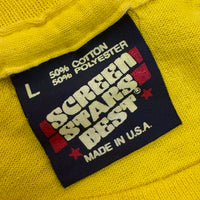 L
50% COTTON
50% POLYESTER
SCREEN
STARS
BEST®
MADE IN U.S.A.